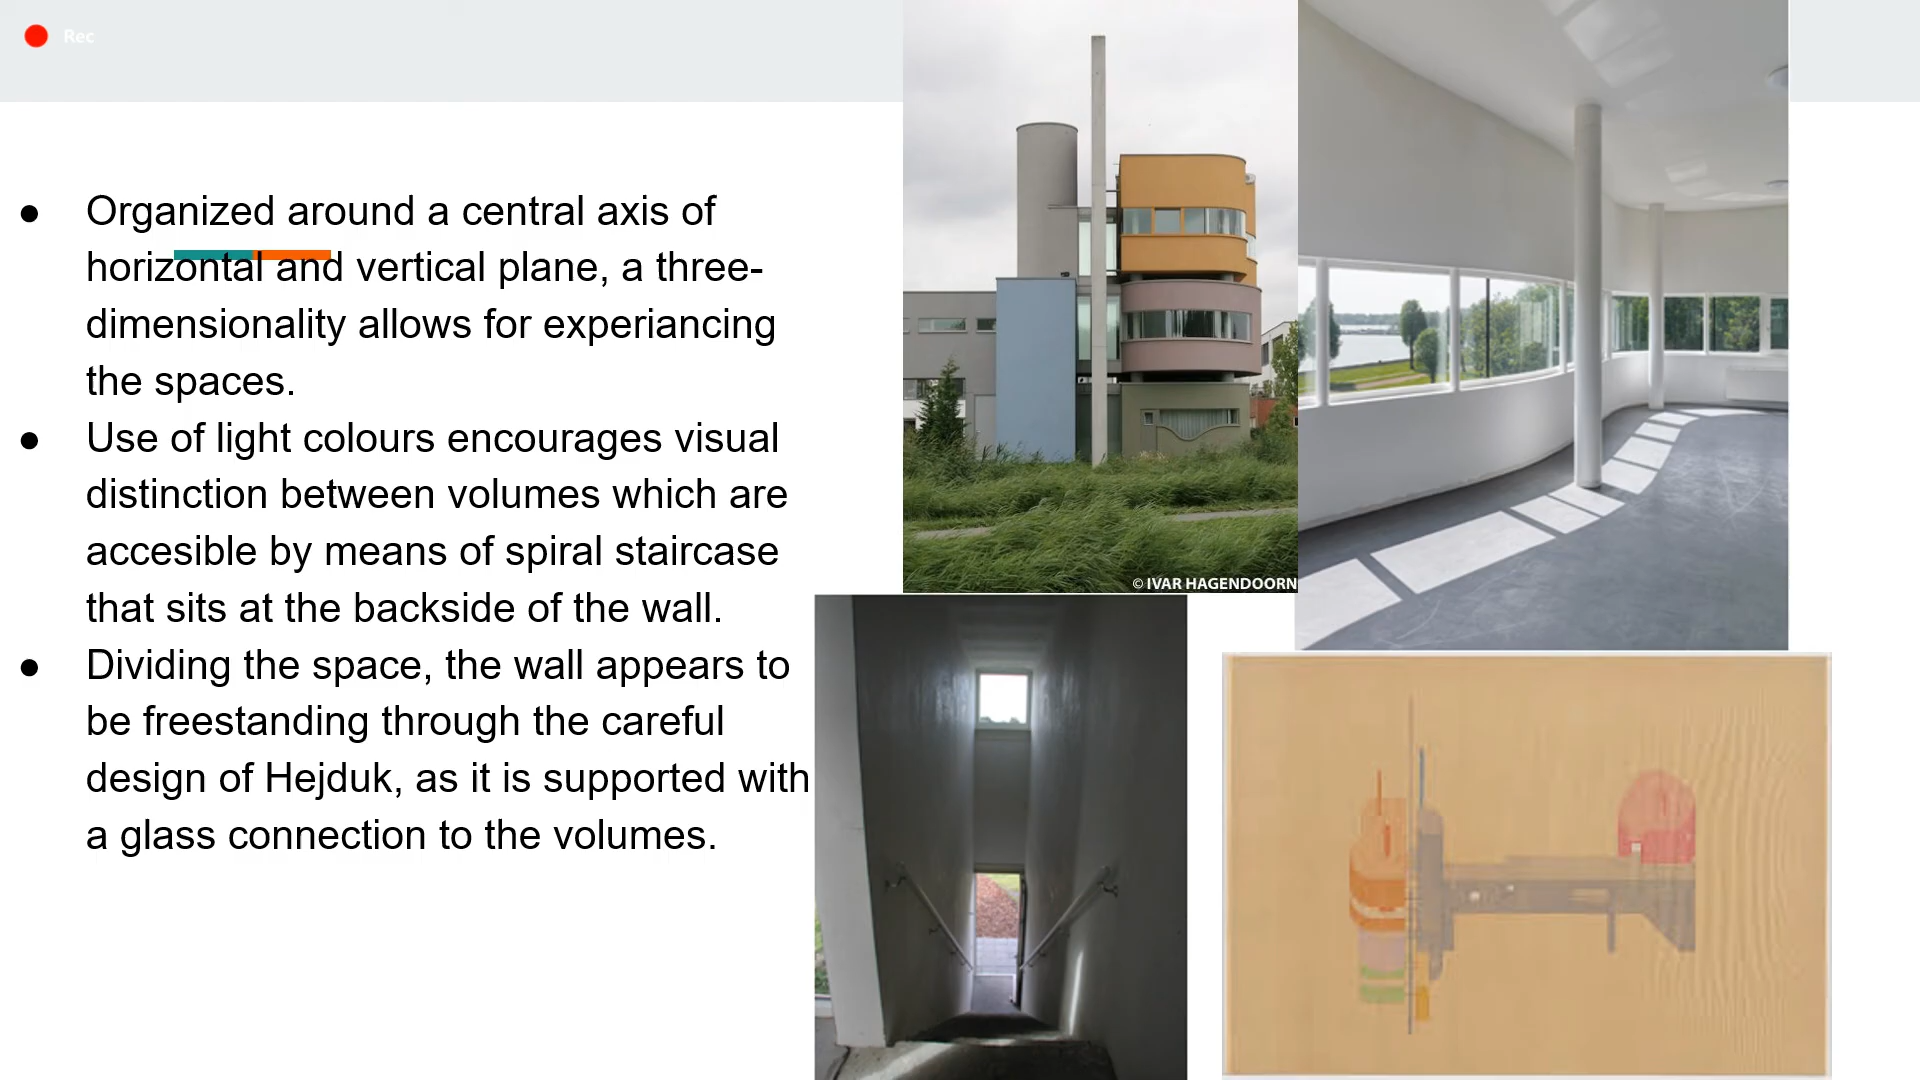 Rec
● Organized around a central axis of
horizontal and vertical plane, a three-
dimensionality allows for experiancing
the spaces.
● Use of light colours encourages visual
distinction between volumes which are
accesible by means of spiral staircase
that sits at the backside of the wall.
● Dividing the space, the wall appears to
be freestanding through the careful
design of Hejduk, as it is supported with
a glass connection to the volumes.
© IVAR HAGENDOORN